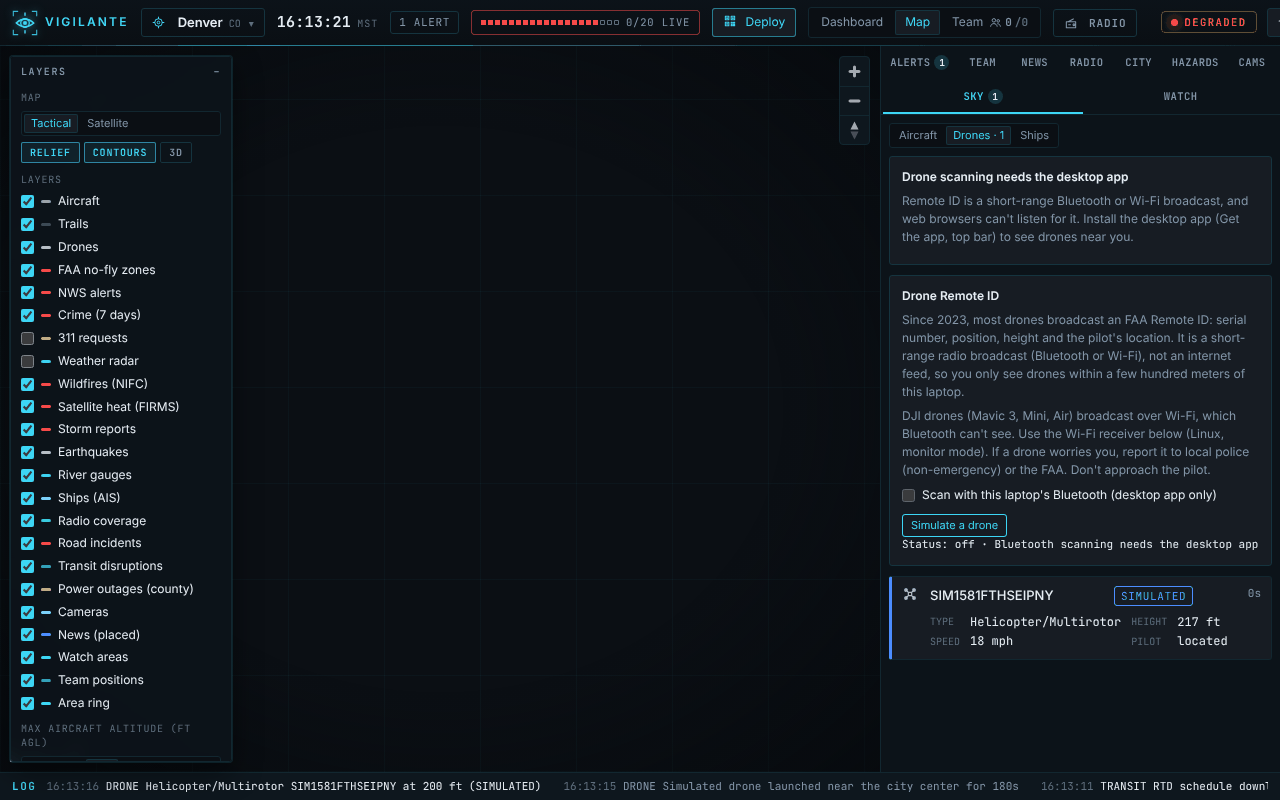 VIGILANTE
Denver CO ▾
16:13:21 MST
1 ALERT
0/20 LIVE
Deploy
Dashboard
Map
Team 0/0
RADIO
DEGRADED
LAYERS −
MAP
Tactical
Satellite
RELIEF
CONTOURS
3D
LAYERS
Aircraft
Trails
Drones
FAA no-fly zones
NWS alerts
Crime (7 days)
311 requests
Weather radar
Wildfires (NIFC)
Satellite heat (FIRMS)
Storm reports
Earthquakes
River gauges
Ships (AIS)
Radio coverage
Road incidents
Transit disruptions
Power outages (county)
Cameras
News (placed)
Watch areas
Team positions
Area ring
MAX AIRCRAFT ALTITUDE (FT
AGL)
ALERTS 1
TEAM
NEWS
RADIO
CITY
HAZARDS
CAMS
SKY 1
WATCH
Aircraft
Drones · 1
Ships
Drone scanning needs the desktop app
Remote ID is a short-range Bluetooth or Wi-Fi broadcast, and
web browsers can't listen for it. Install the desktop app (Get
the app, top bar) to see drones near you.
Drone Remote ID
Since 2023, most drones broadcast an FAA Remote ID: serial
number, position, height and the pilot's location. It is a short-
range radio broadcast (Bluetooth or Wi-Fi), not an internet
feed, so you only see drones within a few hundred meters of
this laptop.
DJI drones (Mavic 3, Mini, Air) broadcast over Wi-Fi, which
Bluetooth can't see. Use the Wi-Fi receiver below (Linux,
monitor mode). If a drone worries you, report it to local police
(non-emergency) or the FAA. Don't approach the pilot.
Scan with this laptop's Bluetooth (desktop app only)
Simulate a drone
Status: off · Bluetooth scanning needs the desktop app
SIM1581FTHSEIPNY
SIMULATED
0s
TYPE Helicopter/Multirotor HEIGHT 217 ft
SPEED 18 mph PILOT located
LOG 16:13:16 DRONE Helicopter/Multirotor SIM1581FTHSEIPNY at 200 ft (SIMULATED) 16:13:15 DRONE Simulated drone launched near the city center for 180s 16:13:11 TRANSIT RTD schedule